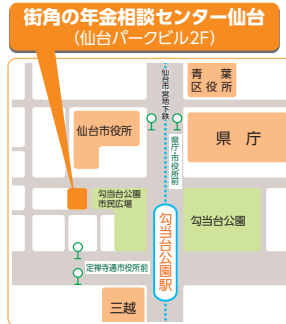 街角の年金相談センター仙台
(仙台パークビル2F)
仙台市営地下鉄
青葉
区役所
仙台市役所
県庁・市役所前
県庁
勾当台公園
市民広場
勾当台公園駅
勾当台公園
定禅寺通市役所前
三越